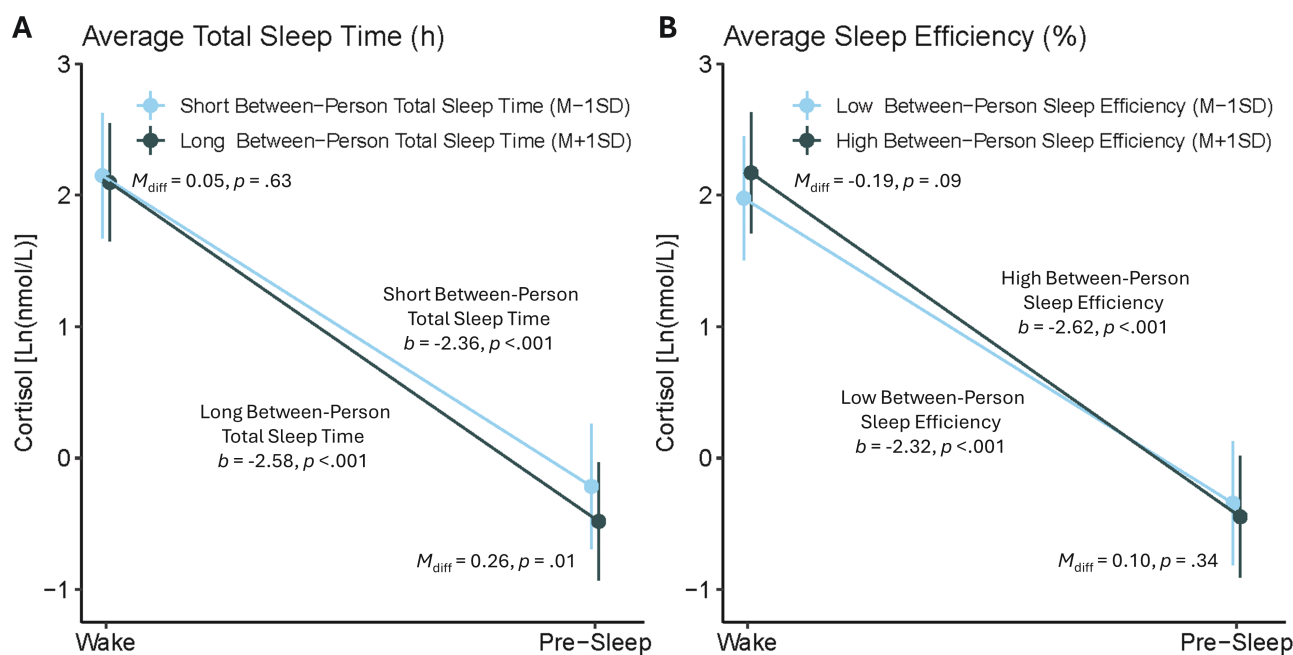 A
Average Total Sleep Time (h)
3
2
1
0
−1
Cortisol [Ln(nmol/L)]
Short Between−Person Total Sleep Time (M−1SD)
Long Between−Person Total Sleep Time (M+1SD)
Mdiff = 0.05, p = .63
Short Between-Person
Total Sleep Time
b = -2.36, p <.001
Long Between-Person
Total Sleep Time
b = -2.58, p <.001
Mdiff = 0.26, p = .01
Wake
Pre−Sleep
B
Average Sleep Efficiency (%)
3
2
1
0
−1
Cortisol [Ln(nmol/L)]
Low Between−Person Sleep Efficiency (M−1SD)
High Between−Person Sleep Efficiency (M+1SD)
Mdiff = -0.19, p = .09
High Between-Person
Sleep Efficiency
b = -2.62, p <.001
Low Between-Person
Sleep Efficiency
b = -2.32, p <.001
Mdiff = 0.10, p = .34
Wake
Pre−Sleep